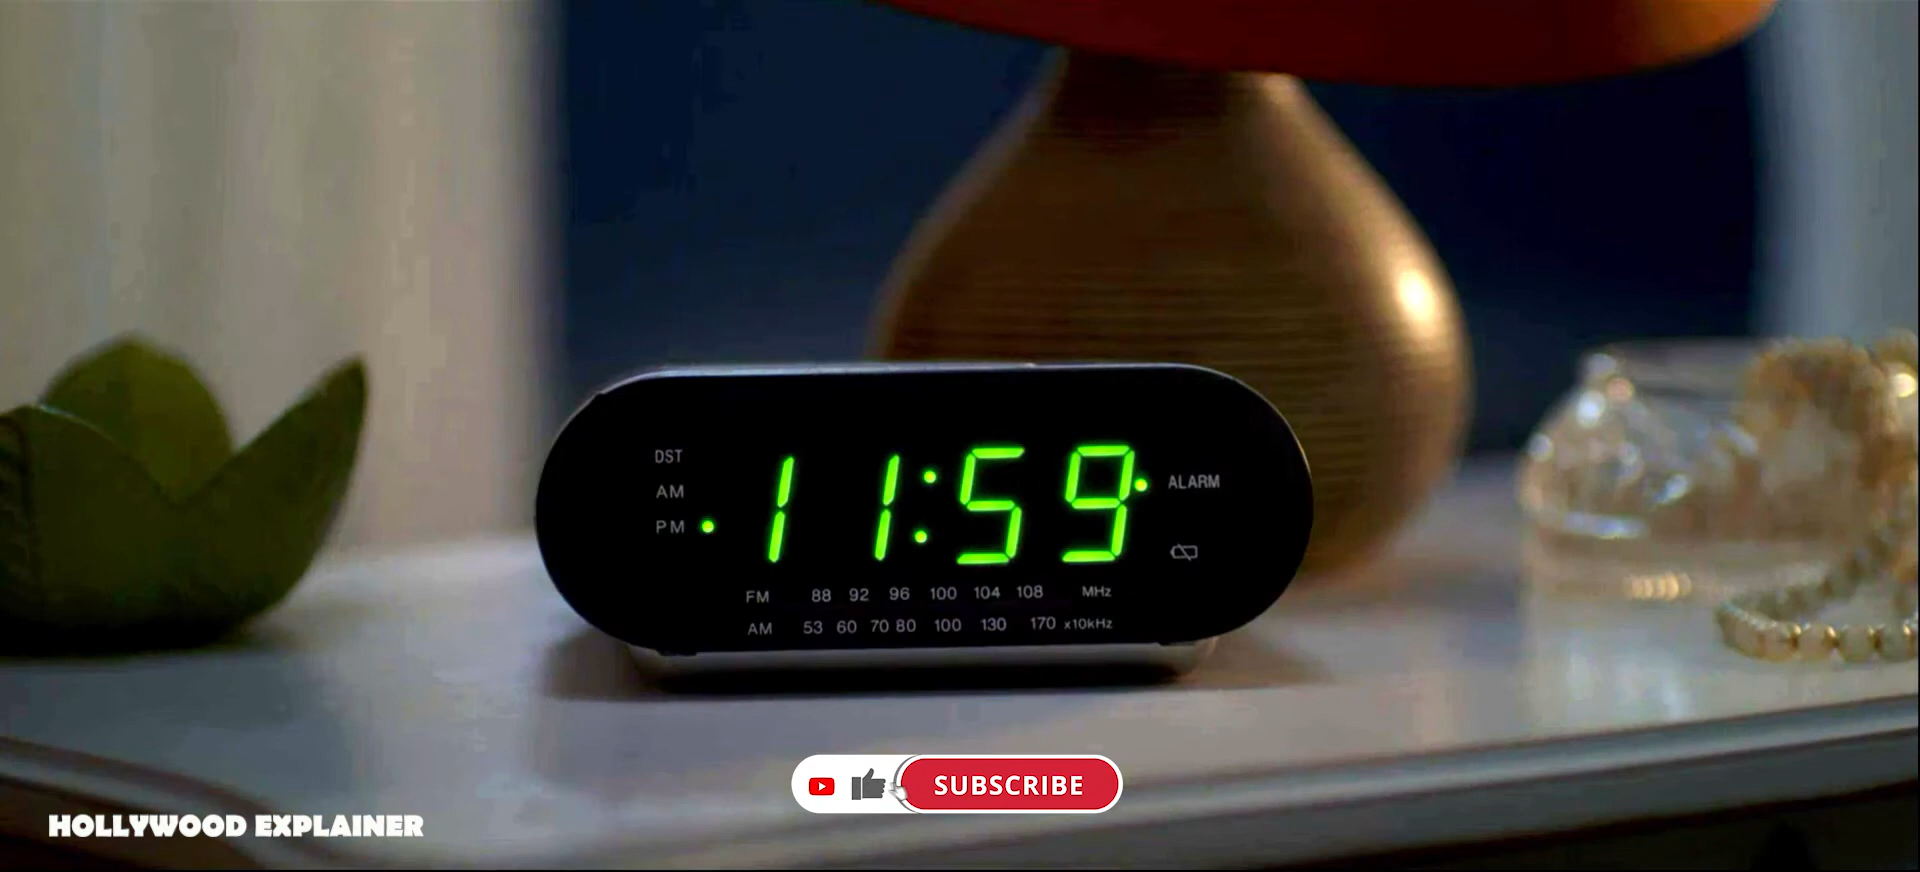 DST
AM
PM
11:59
ALARM
FM 88 92 96 100 104 108 MHz
AM 53 60 70 80 100 130 170 x10kHz
SUBSCRIBE
HOLLYWOOD EXPLAINER